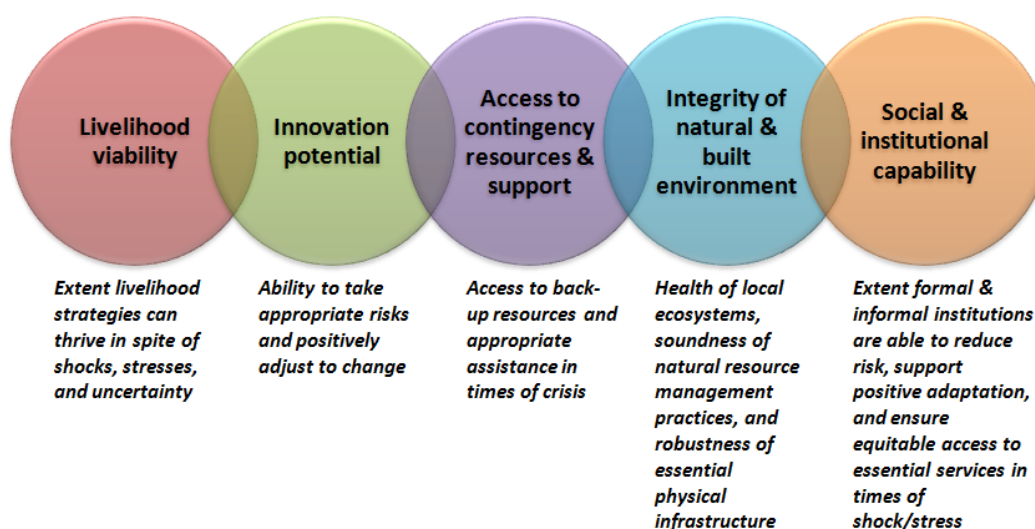 Livelihood
viability
Innovation
potential
Access to
contingency
resources &
support
Integrity of
natural &
built
environment
Social &
institutional
capability
Extent livelihood
strategies can
thrive in spite of
shocks, stresses,
and uncertainty
Ability to take
appropriate risks
and positively
adjust to change
Access to back-
up resources and
appropriate
assistance in
times of crisis
Health of local
ecosystems,
soundness of
natural resource
management
practices, and
robustness of
essential
physical
infrastructure
Extent formal &
informal institutions
are able to reduce
risk, support
positive adaptation,
and ensure
equitable access to
essential services in
times of
shock/stress